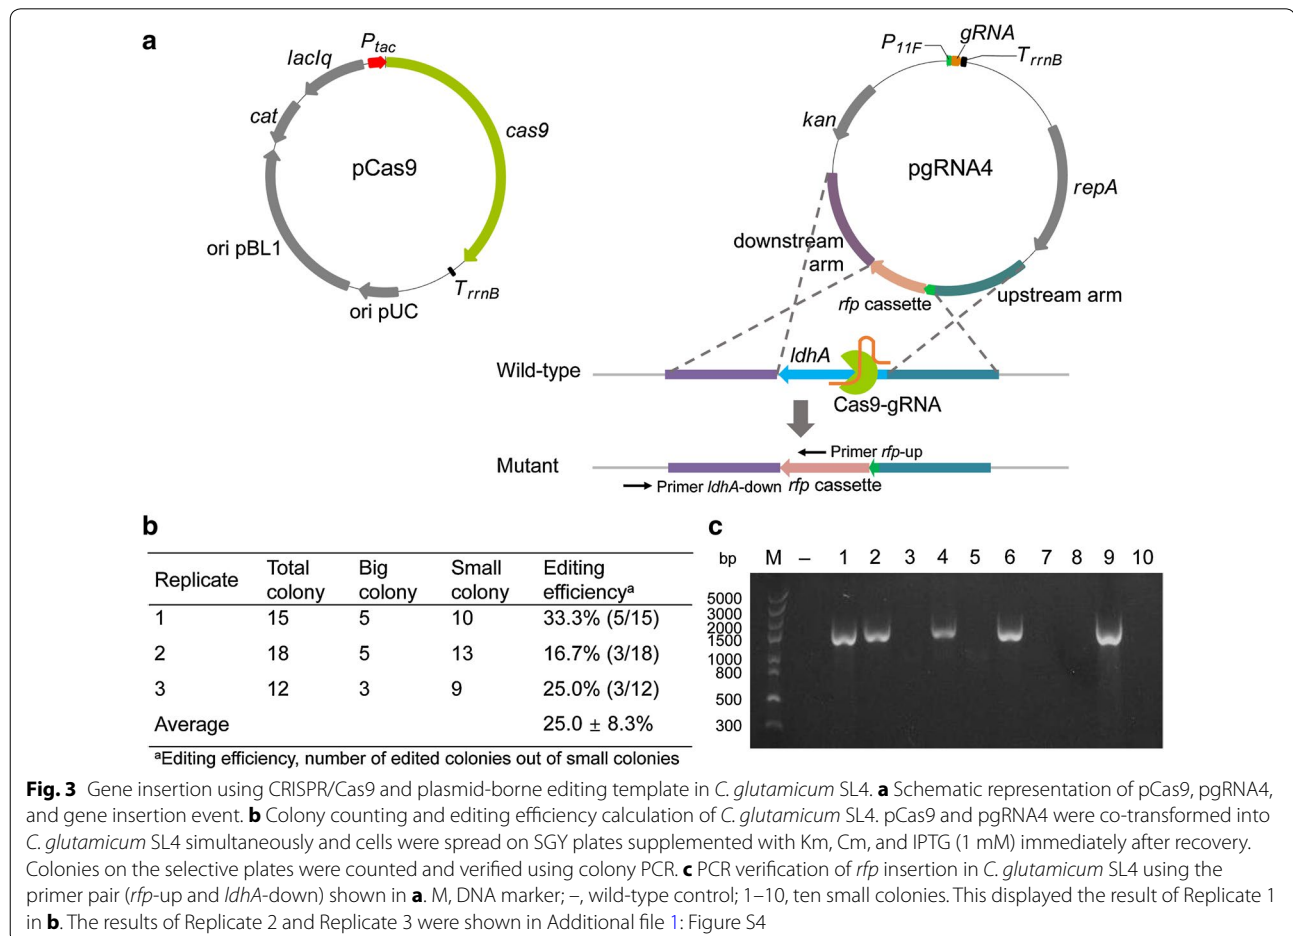 a
P_tac
lacIq
cat
cas9
pCas9
ori pBL1
T_rrnB
ori pUC
P_11F
gRNA
T_rrnB
kan
pgRNA4
repA
downstream
arm
rfp cassette
upstream arm
ldhA
Wild-type
Cas9-gRNA
Primer rfp-up
Mutant
Primer ldhA-down
rfp cassette
b
Replicate Total colony Big colony Small colony Editing efficiencyᵃ
1 15 5 10 33.3% (5/15)
2 18 5 13 16.7% (3/18)
3 12 3 9 25.0% (3/12)
Average 25.0 ± 8.3%
ᵃEditing efficiency, number of edited colonies out of small colonies
c
bp M – 1 2 3 4 5 6 7 8 9 10
5000
3000
2000
1500
1000
800
500
300
Fig. 3 Gene insertion using CRISPR/Cas9 and plasmid-borne editing template in C. glutamicum SL4. a Schematic representation of pCas9, pgRNA4,
and gene insertion event. b Colony counting and editing efficiency calculation of C. glutamicum SL4. pCas9 and pgRNA4 were co-transformed into
C. glutamicum SL4 simultaneously and cells were spread on SGY plates supplemented with Km, Cm, and IPTG (1 mM) immediately after recovery.
Colonies on the selective plates were counted and verified using colony PCR. c PCR verification of rfp insertion in C. glutamicum SL4 using the
primer pair (rfp-up and ldhA-down) shown in a. M, DNA marker; –, wild-type control; 1–10, ten small colonies. This displayed the result of Replicate 1
in b. The results of Replicate 2 and Replicate 3 were shown in Additional file 1: Figure S4